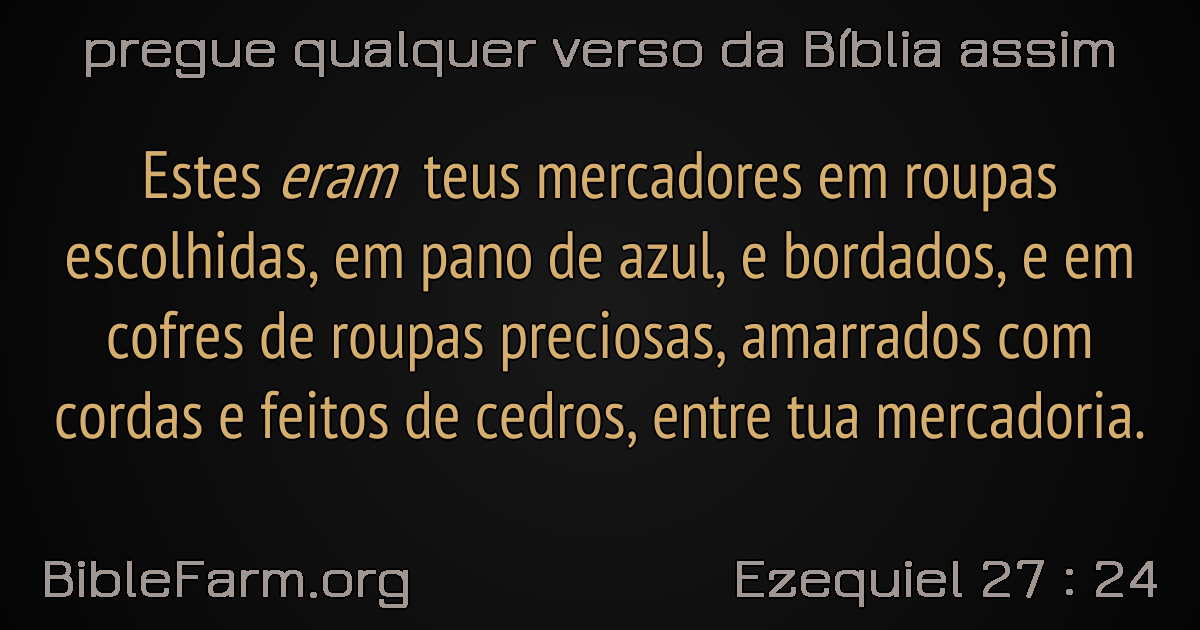 pregue qualquer verso da Bíblia assim
Estes eram teus mercadores em roupas
escolhidas, em pano de azul, e bordados, e em
cofres de roupas preciosas, amarrados com
cordas e feitos de cedros, entre tua mercadoria.
BibleFarm.org
Ezequiel 27 : 24